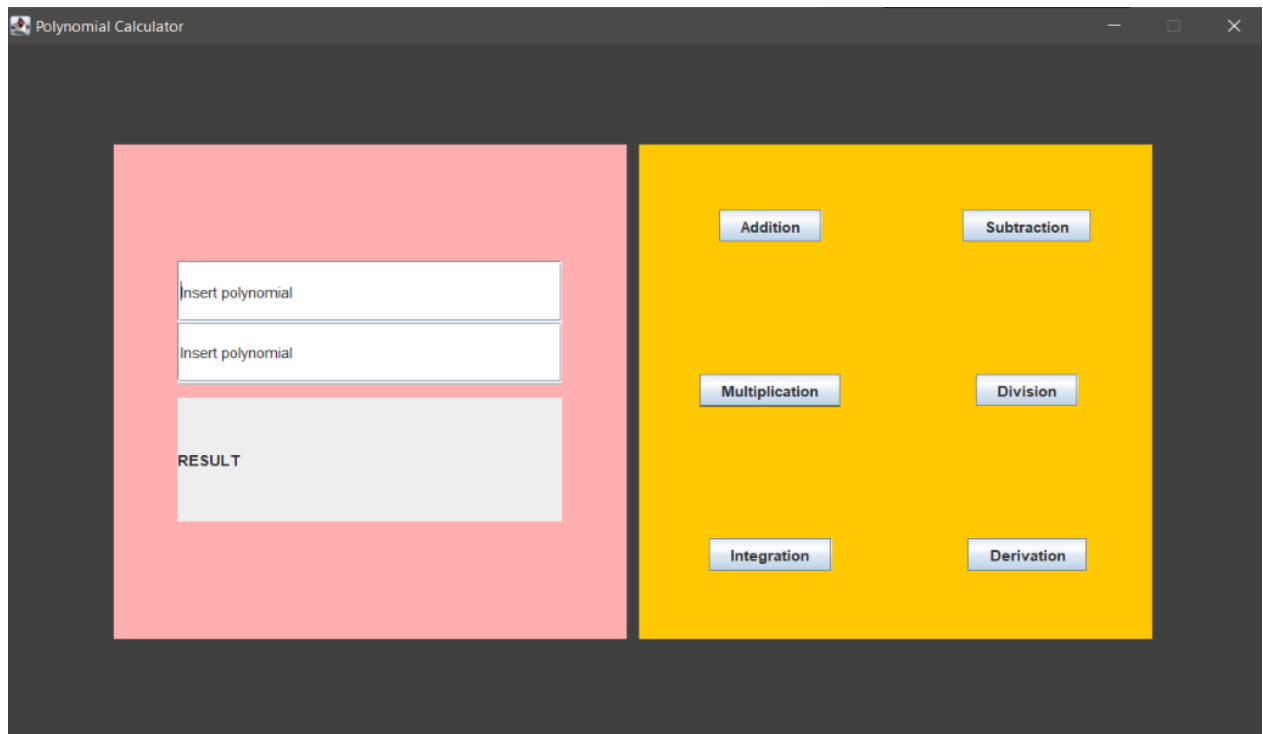 Polynomial Calculator
Insert polynomial
Insert polynomial
RESULT
Addition
Subtraction
Multiplication
Division
Integration
Derivation